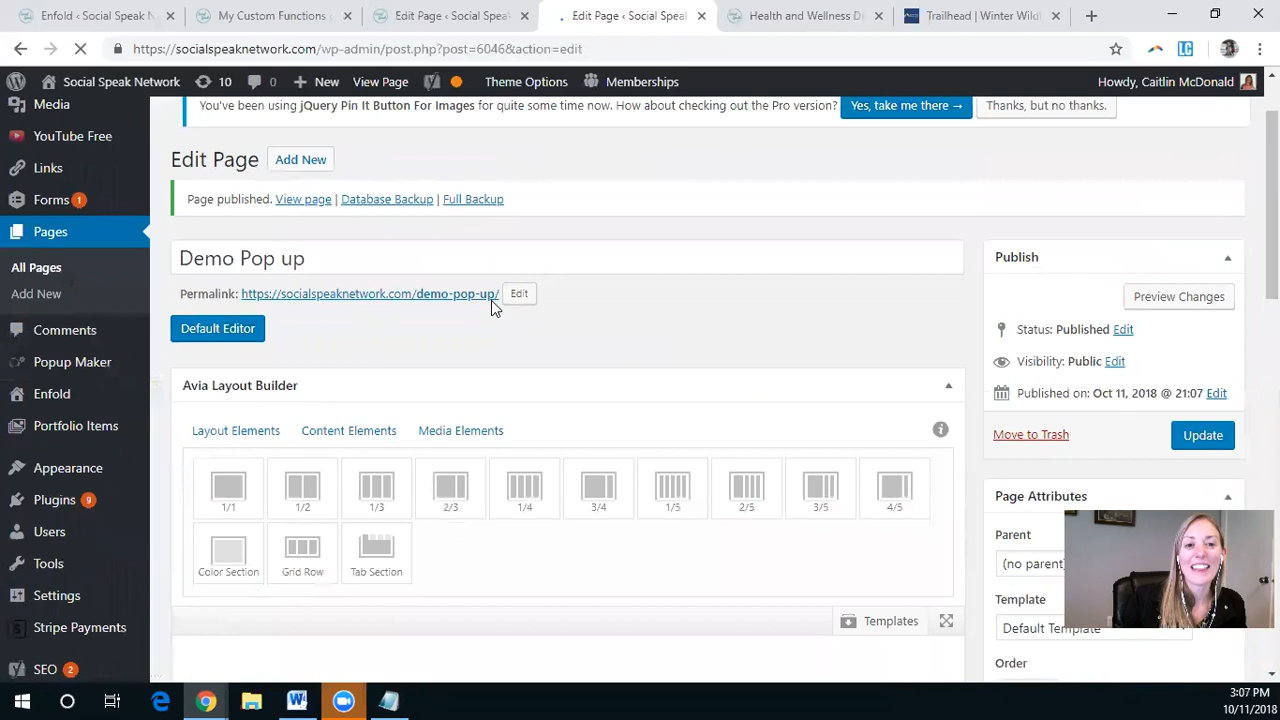 Enfold ‹ Social Speak N
My Custom Functions ‹
Edit Page ‹ Social Spea
Edit Page ‹ Social Spea
Health and Wellness Di
Trailhead | Winter Wild
https://socialspeaknetwork.com/wp-admin/post.php?post=6046&action=edit
Social Speak Network 10 0 New View Page Theme Options Memberships Howdy, Caitlin McDonald
Media
YouTube Free
Links
Forms 1
Pages
All Pages
Add New
Comments
Popup Maker
Enfold
Portfolio Items
Appearance
Plugins 9
Users
Tools
Settings
Stripe Payments
SEO 2
You've been using jQuery Pin It Button For Images for quite some time now. How about checking out the Pro version? Yes, take me there → Thanks, but no thanks.
Edit Page Add New
Page published. View page | Database Backup | Full Backup
Demo Pop up
Permalink: https://socialspeaknetwork.com/demo-pop-up/ Edit
Default Editor
Avia Layout Builder
Layout Elements Content Elements Media Elements
1/1 1/2 1/3 2/3 1/4 3/4 1/5 2/5 3/5 4/5
Color Section Grid Row Tab Section
Templates
Publish
Preview Changes
Status: Published Edit
Visibility: Public Edit
Published on: Oct 11, 2018 @ 21:07 Edit
Move to Trash Update
Page Attributes
Parent
(no parent)
Template
Default Template
Order
3:07 PM
10/11/2018